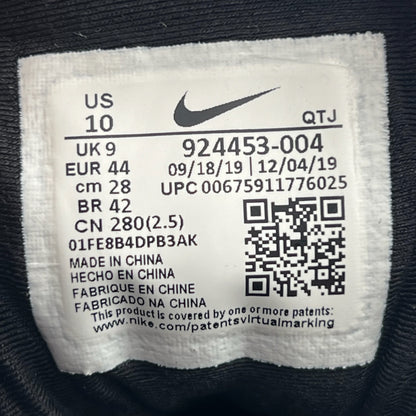 US
10
QTJ
UK 9
EUR 44
cm 28
BR 42
CN 280(2.5)
924453-004
09/18/19 | 12/04/19
UPC 00675911776025
01FE8B4DPB3AK
MADE IN CHINA
HECHO EN CHINA
FABRIQUE EN CHINE
FABRICADO NA CHINA
This product is covered by one or more patents:
www.nike.com/patentsvirtualmarking